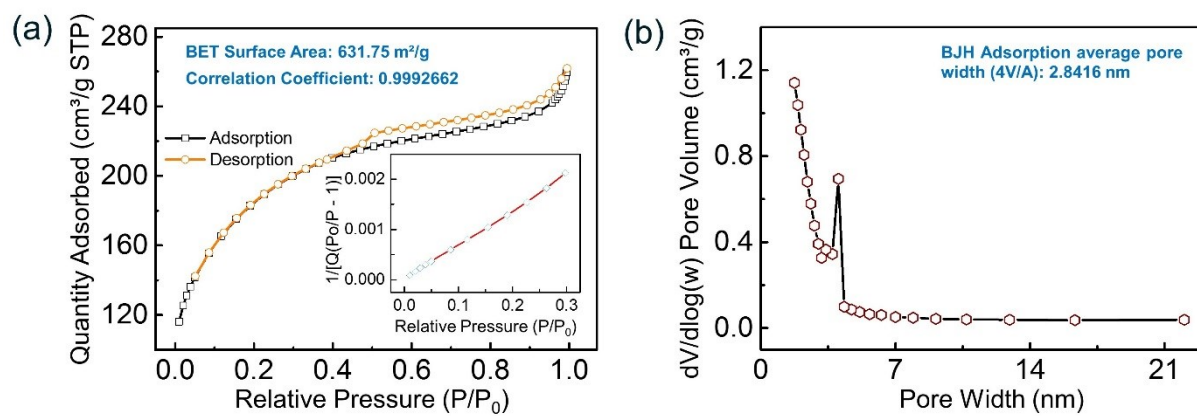 (a)
Quantity Adsorbed (cm³/g STP)
280
240
200
160
120
BET Surface Area: 631.75 m²/g
Correlation Coefficient: 0.9992662
Adsorption
Desorption
1/[Q(Po/P - 1)]
0.002
0.001
0.000
0.0 0.1 0.2 0.3
Relative Pressure (P/P₀)
0.0 0.2 0.4 0.6 0.8 1.0
Relative Pressure (P/P₀)
(b)
dV/dlog(w) Pore Volume (cm³/g)
1.2
0.8
0.4
0.0
BJH Adsorption average pore
width (4V/A): 2.8416 nm
0 7 14 21
Pore Width (nm)